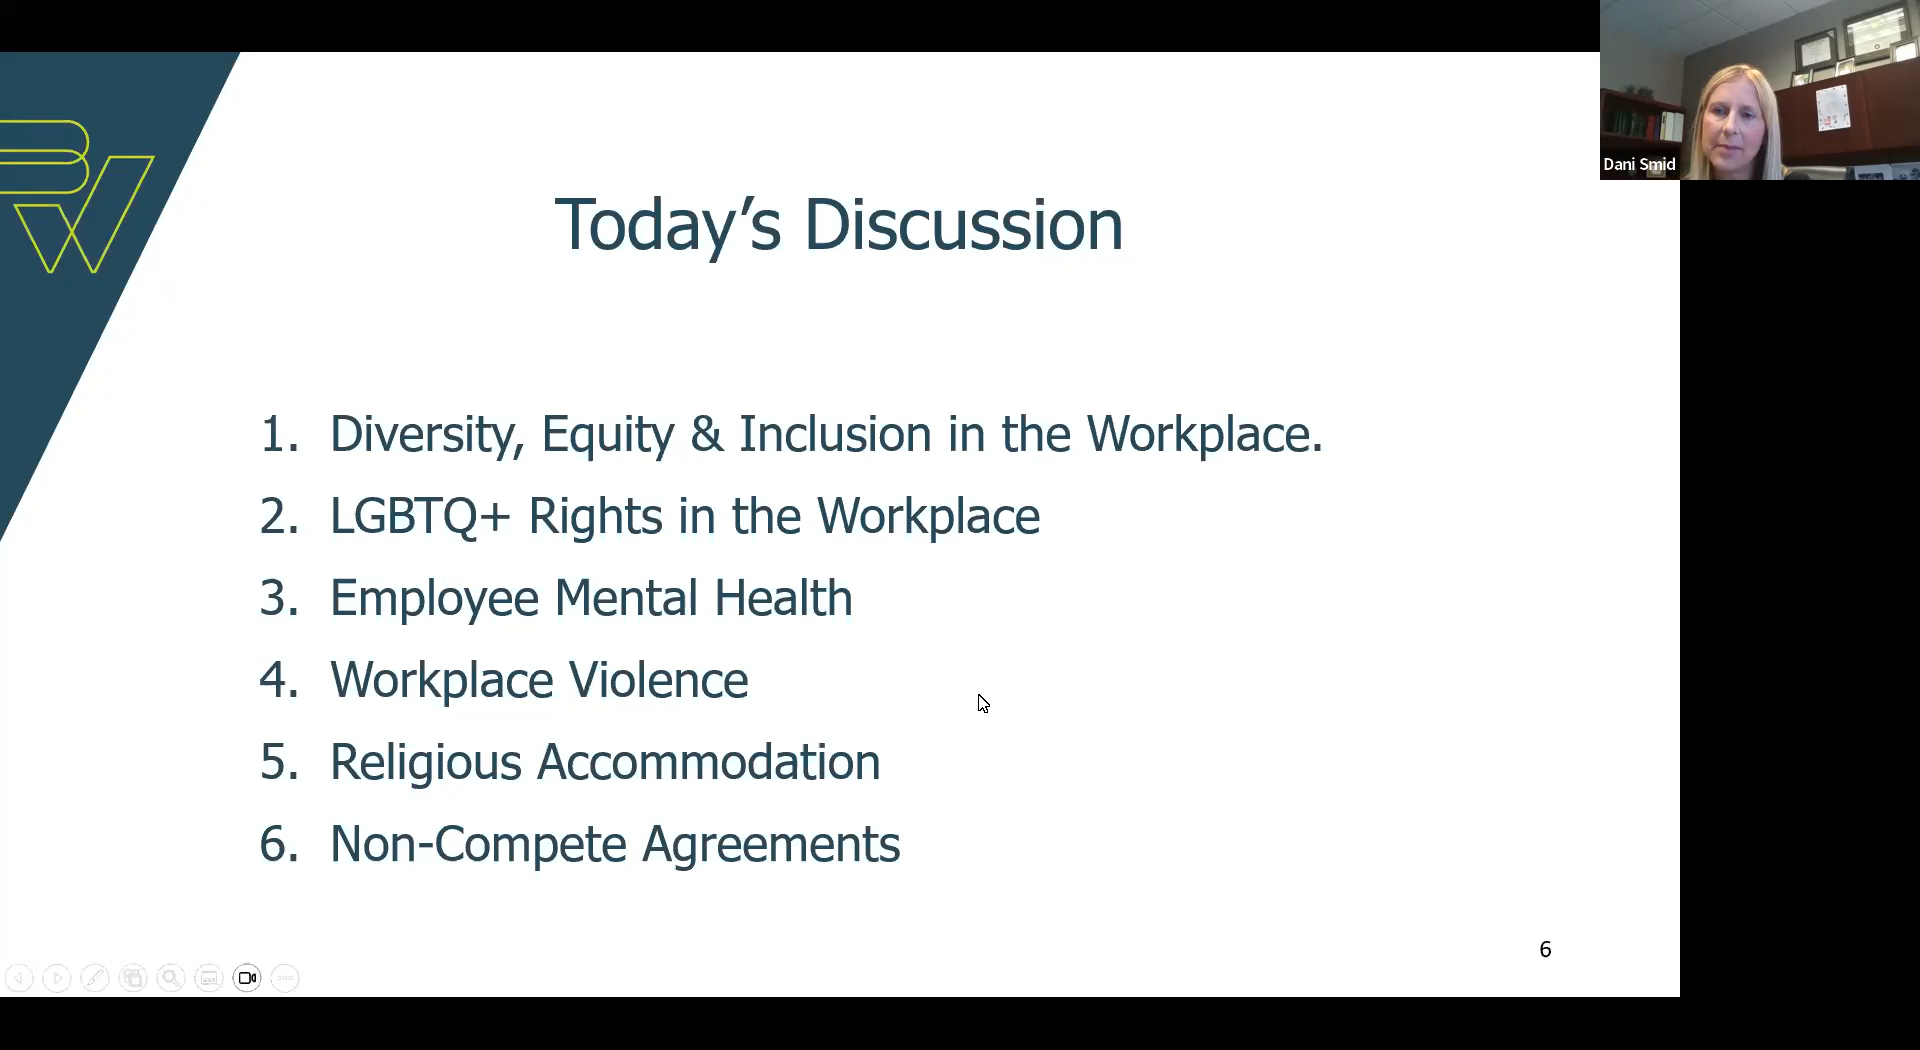 Today’s Discussion
1. Diversity, Equity & Inclusion in the Workplace.
2. LGBTQ+ Rights in the Workplace
3. Employee Mental Health
4. Workplace Violence
5. Religious Accommodation
6. Non-Compete Agreements
6
Dani Smid